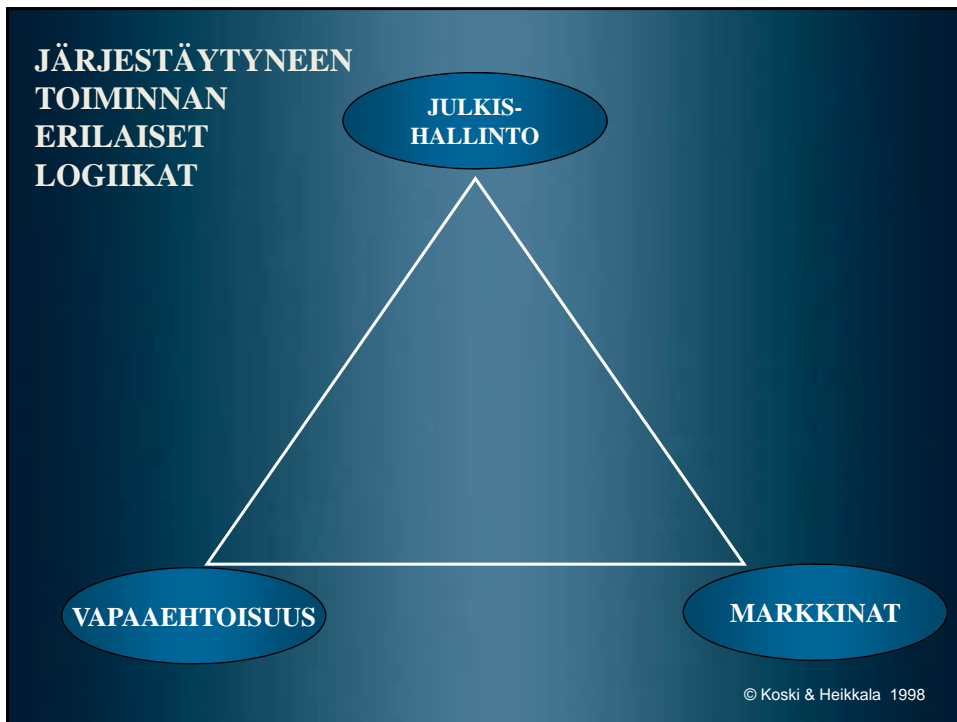 JÄRJESTÄYTYNEEN
TOIMINNAN
ERILAISET
LOGIIKAT
JULKIS-
HALLINTO
VAPAAEHTOISUUS
MARKKINAT
© Koski & Heikkala 1998